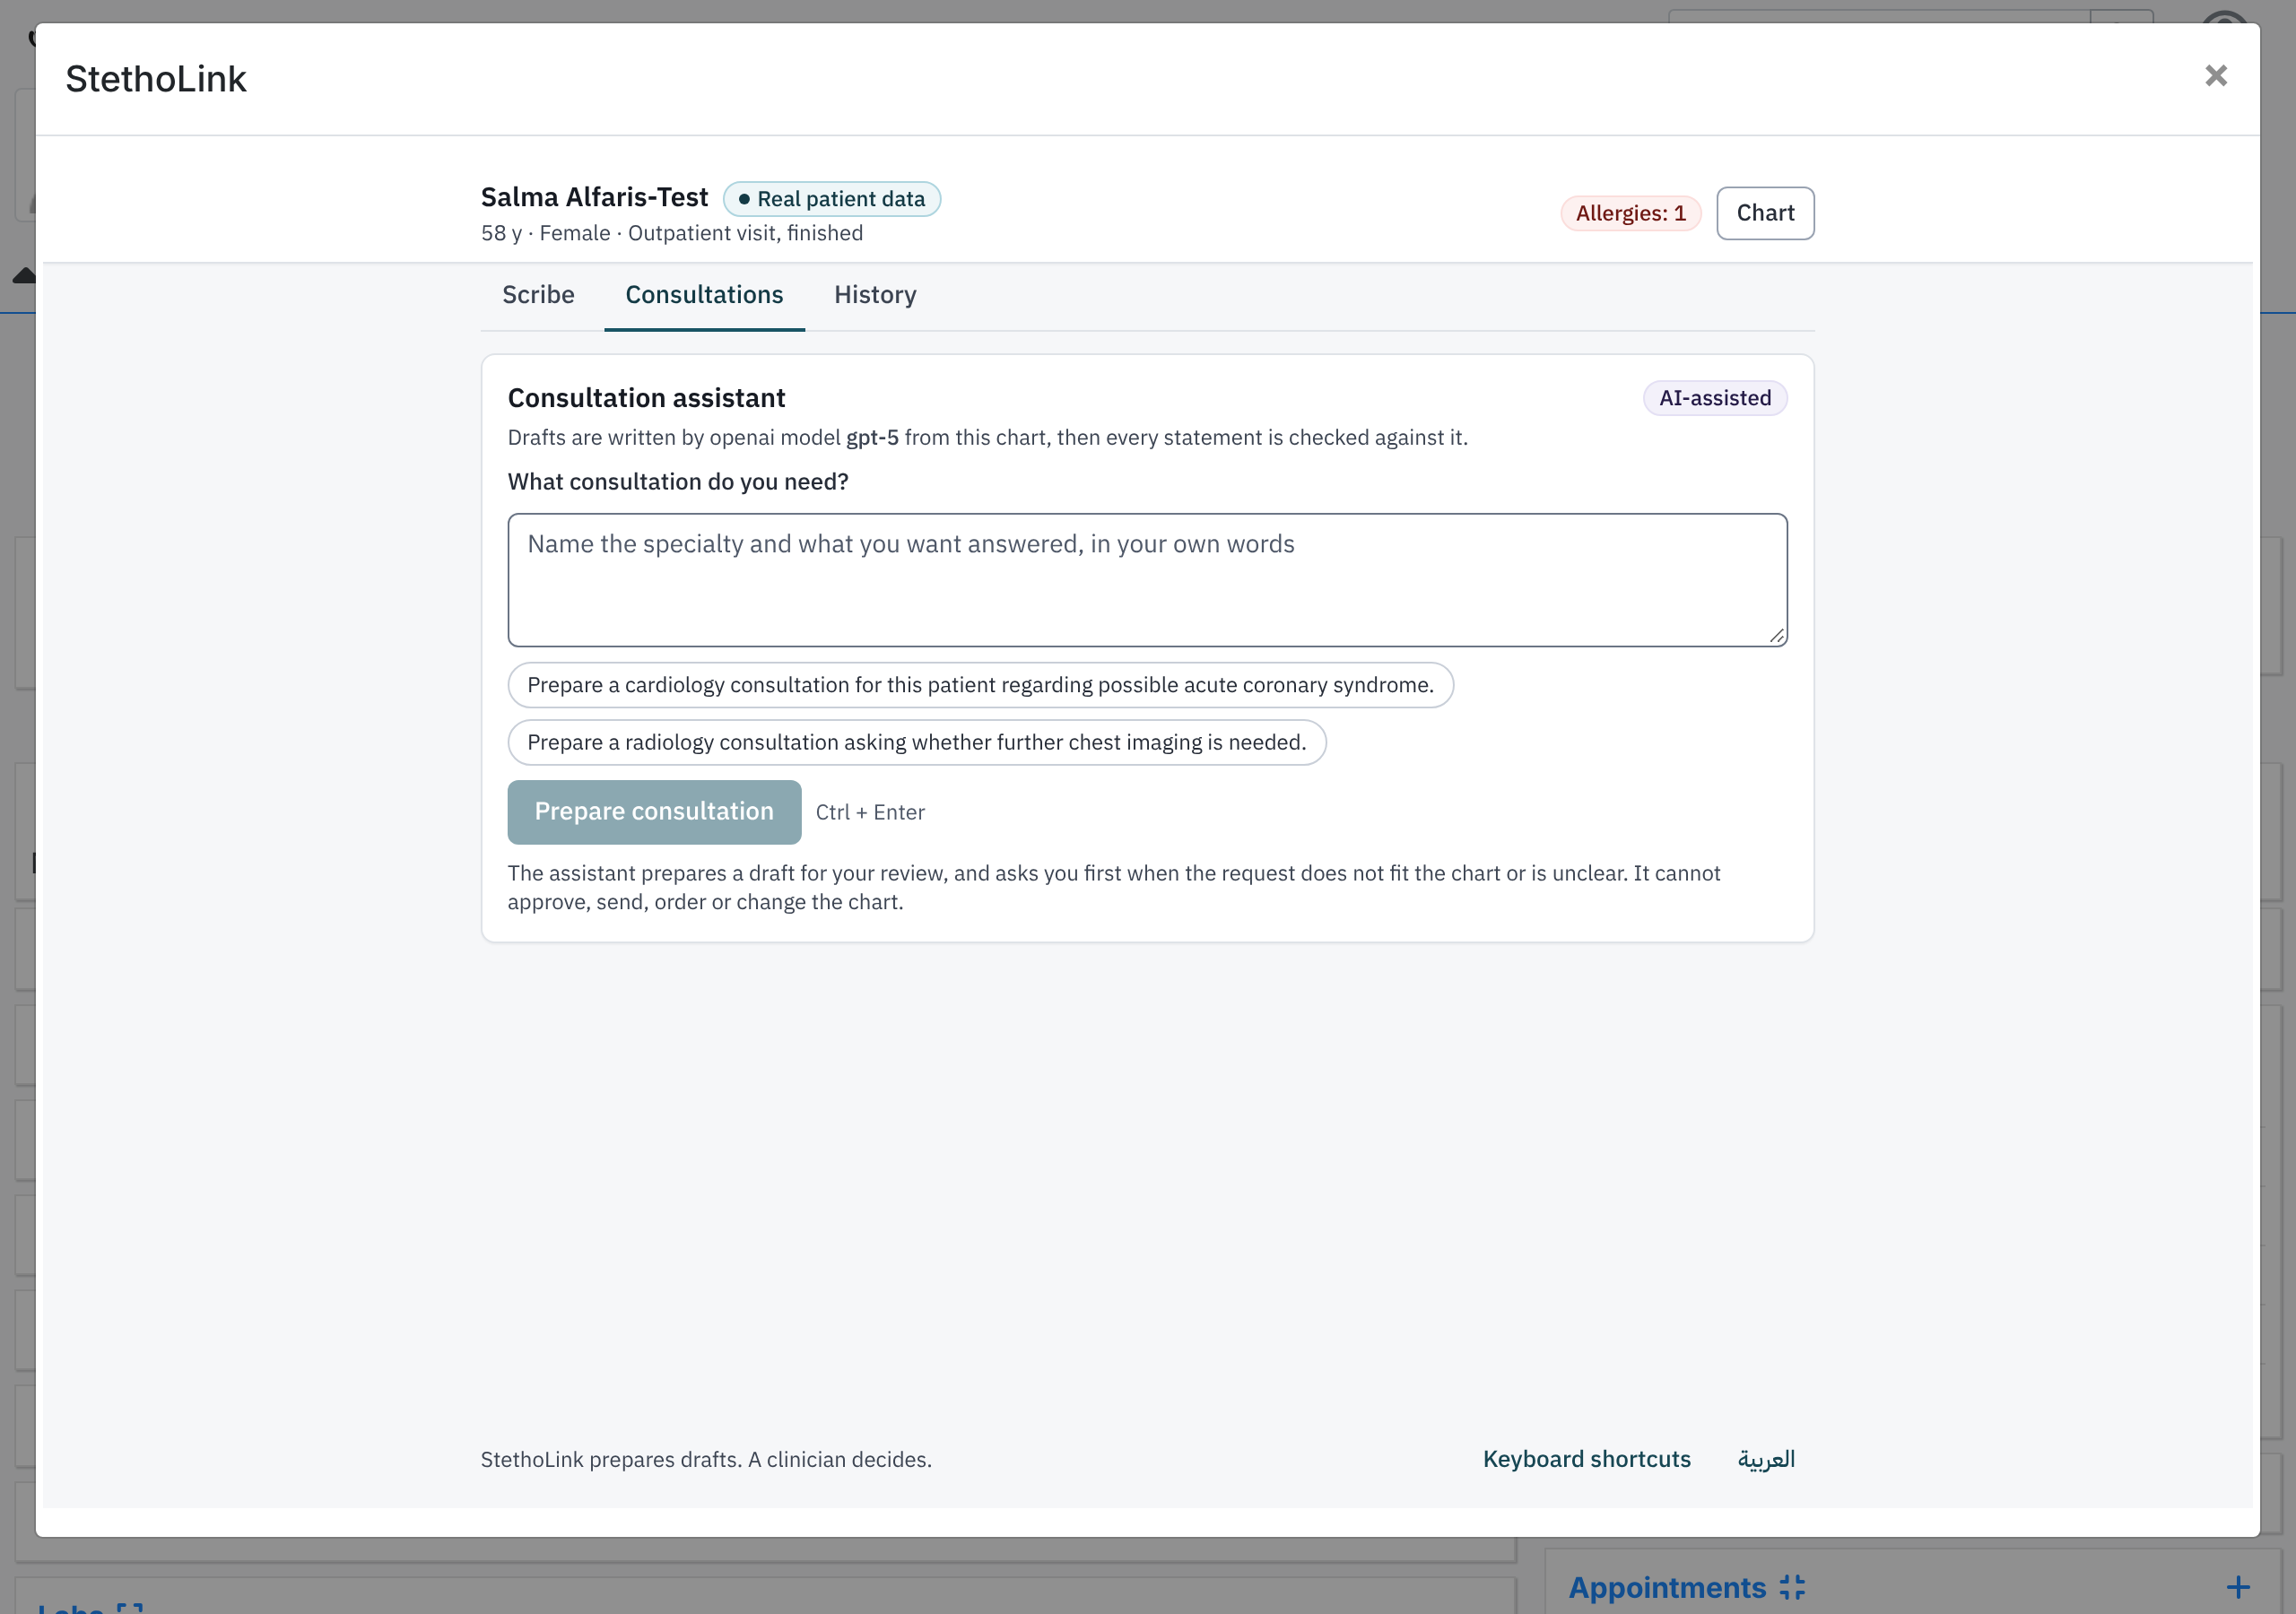 StethoLink
×
Salma Alfaris-Test
Real patient data
58 y · Female · Outpatient visit, finished
Allergies: 1
Chart
Scribe
Consultations
History
Consultation assistant
AI-assisted
Drafts are written by openai model gpt-5 from this chart, then every statement is checked against it.
What consultation do you need?
Name the specialty and what you want answered, in your own words
Prepare a cardiology consultation for this patient regarding possible acute coronary syndrome.
Prepare a radiology consultation asking whether further chest imaging is needed.
Prepare consultation
Ctrl + Enter
The assistant prepares a draft for your review, and asks you first when the request does not fit the chart or is unclear. It cannot
approve, send, order or change the chart.
StethoLink prepares drafts. A clinician decides.
Keyboard shortcuts
العربية
Appointments
+